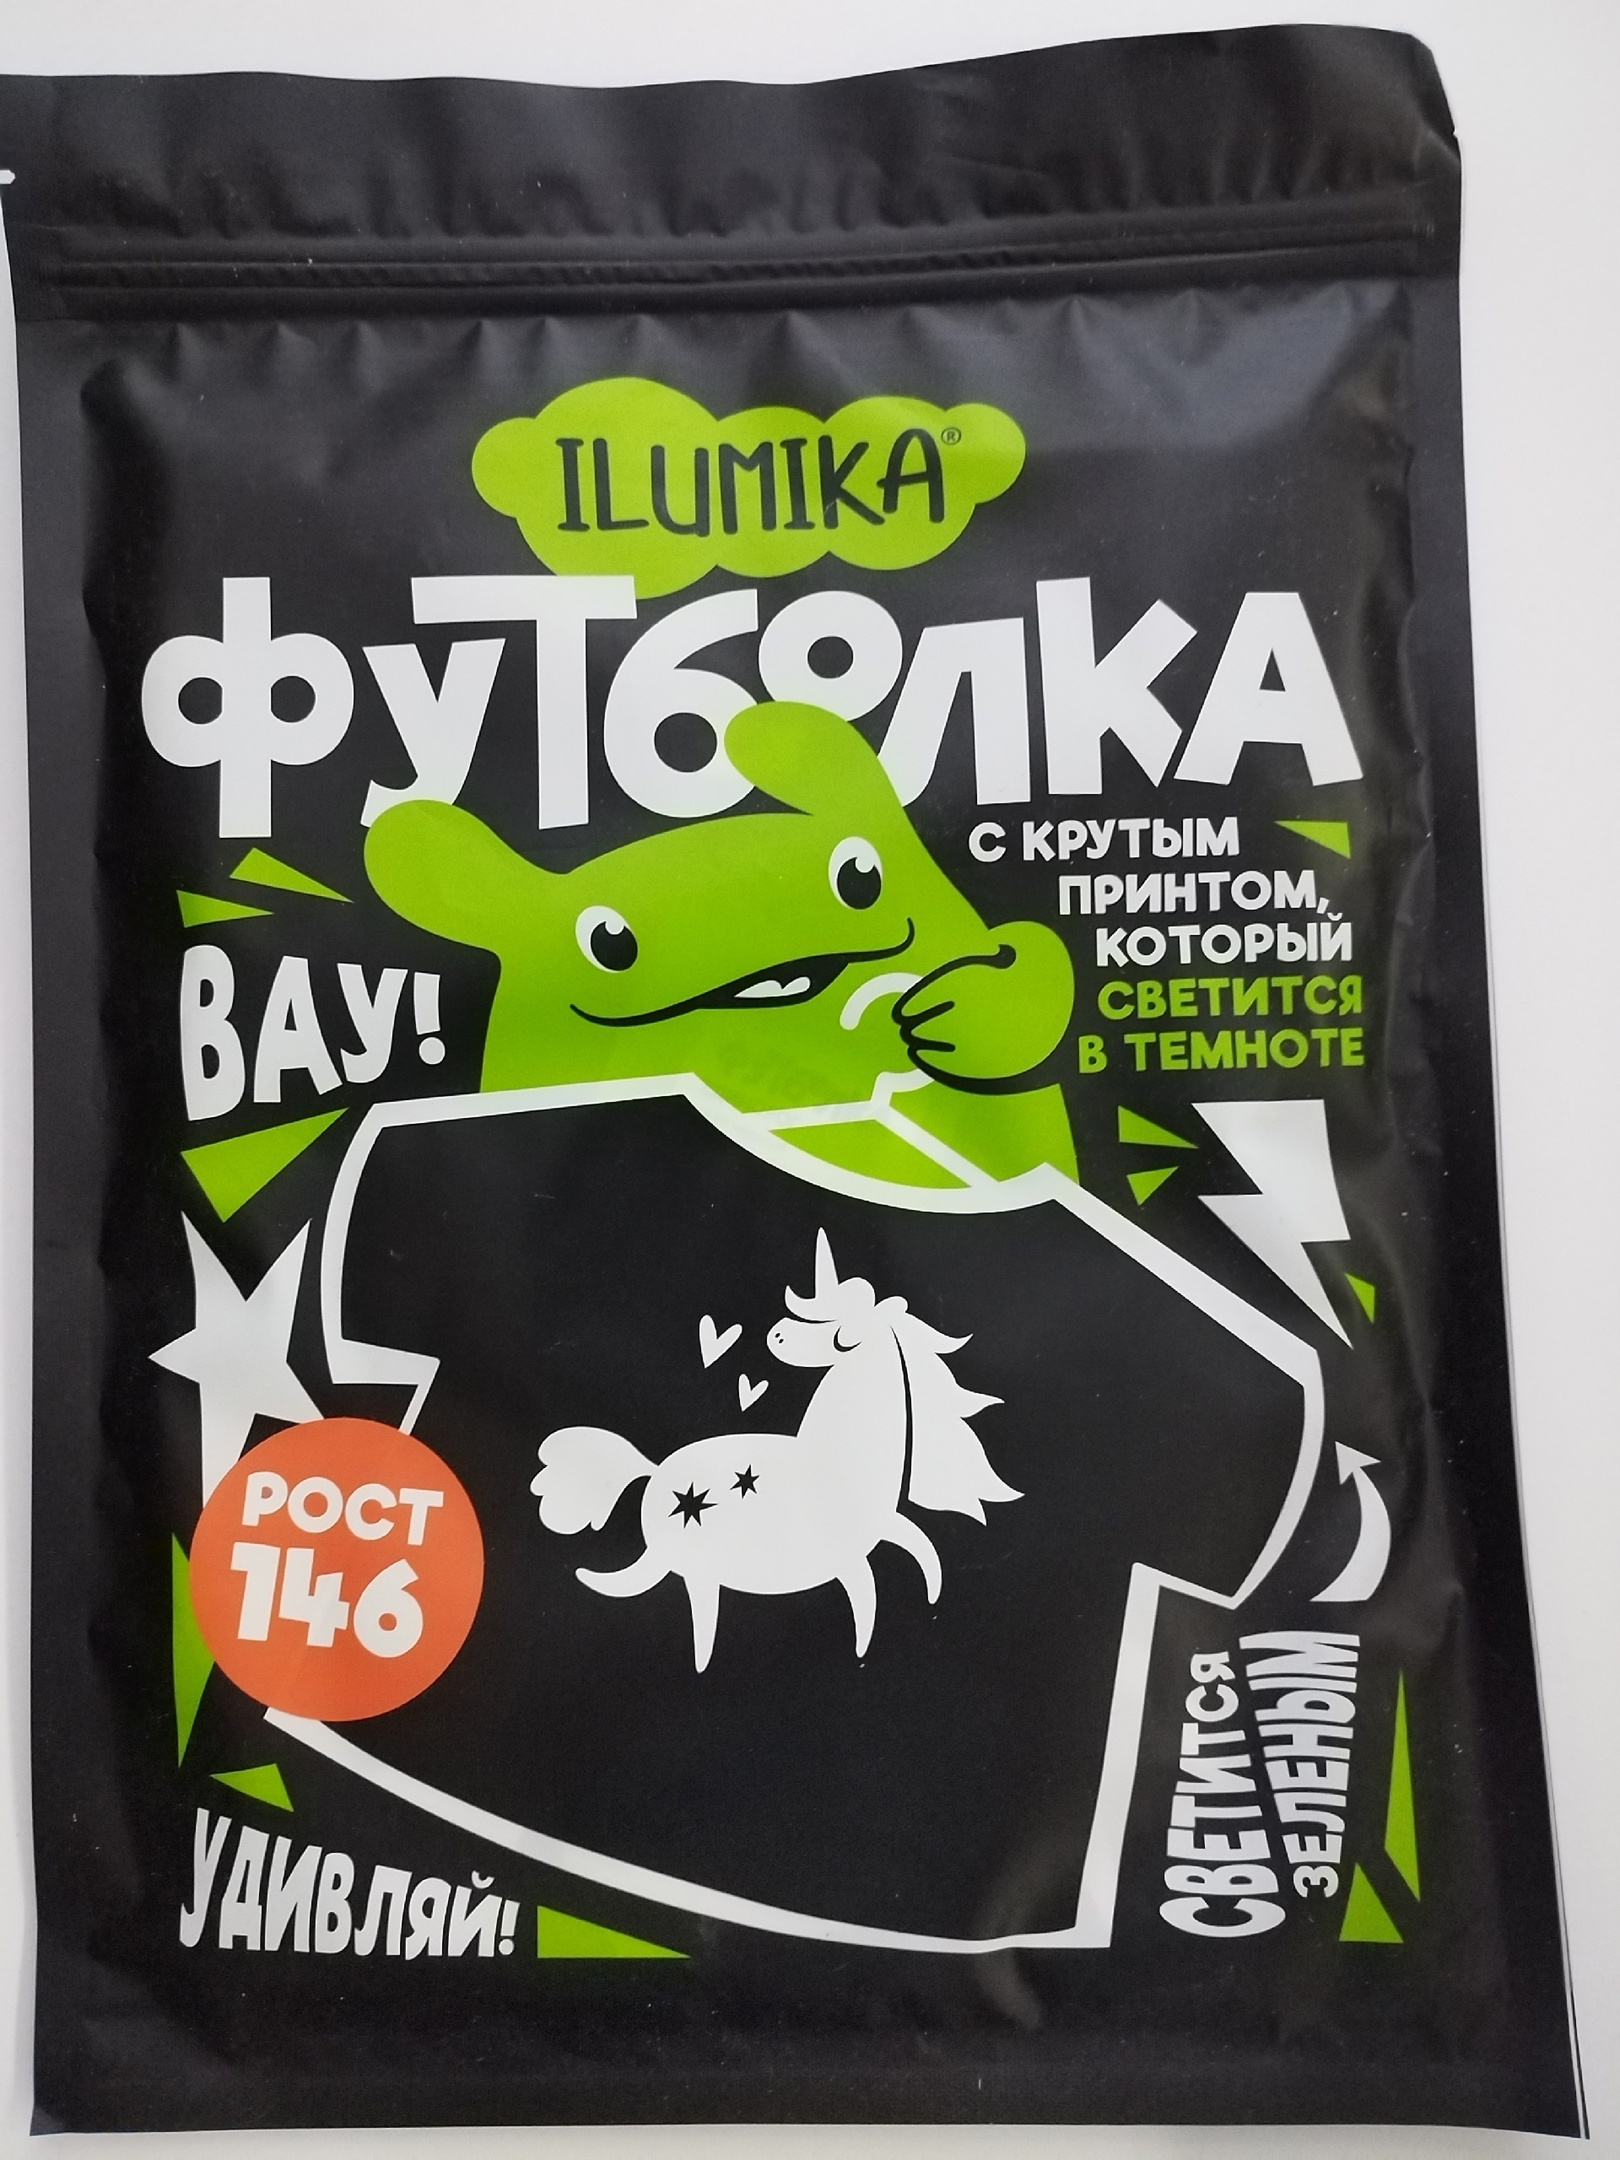 ILUMIKA®
ФУТБОЛКА
С КРУТЫМ
ПРИНТОМ,
КОТОРЫЙ
СВЕТИТСЯ
В ТЕМНОТЕ
ВАУ!
РОСТ
146
СВЕТИТСЯ
ЗЕЛЕНЫМ
УДИВЛЯЙ!